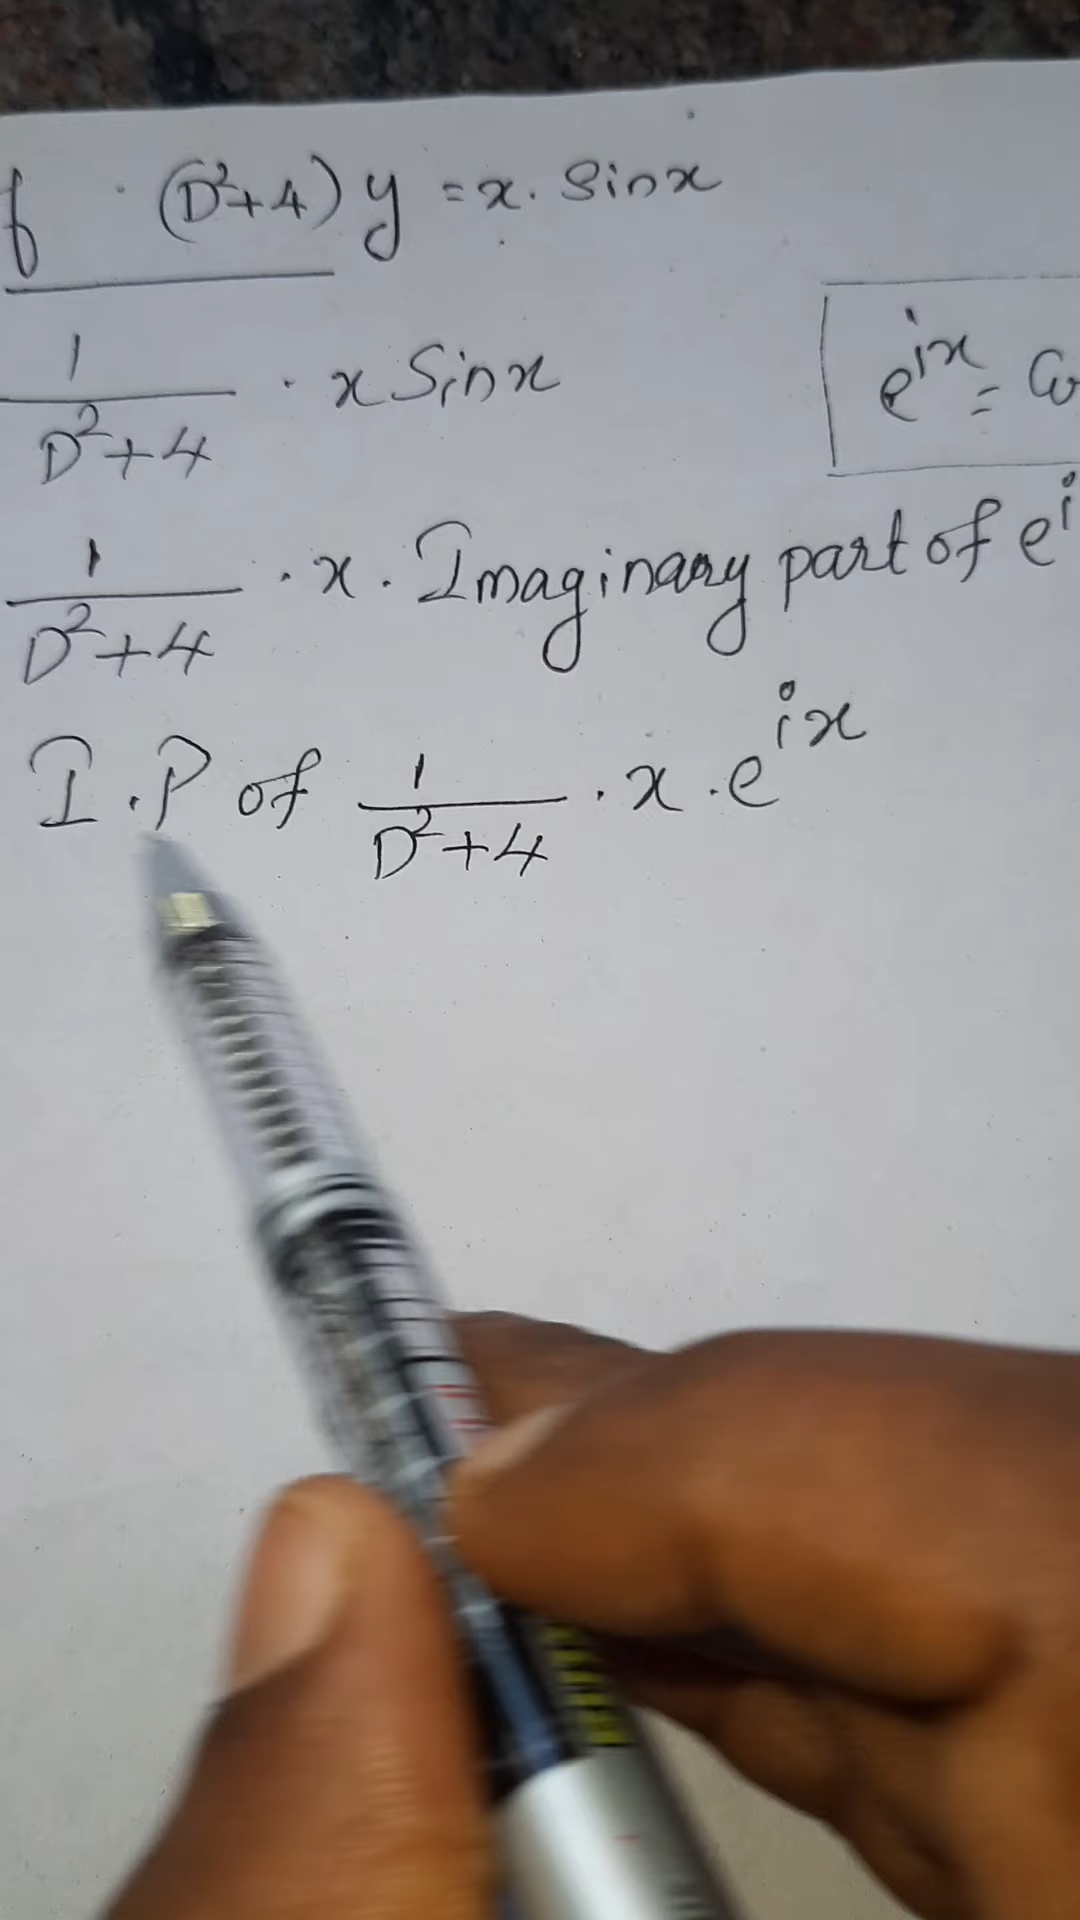 f (D²+4) y = x. Sinx
1/(D²+4) . x Sinx
e^ix =
1/(D²+4) . x . Imaginary part of e^i
I.P of 1/(D²+4) . x . e^ix